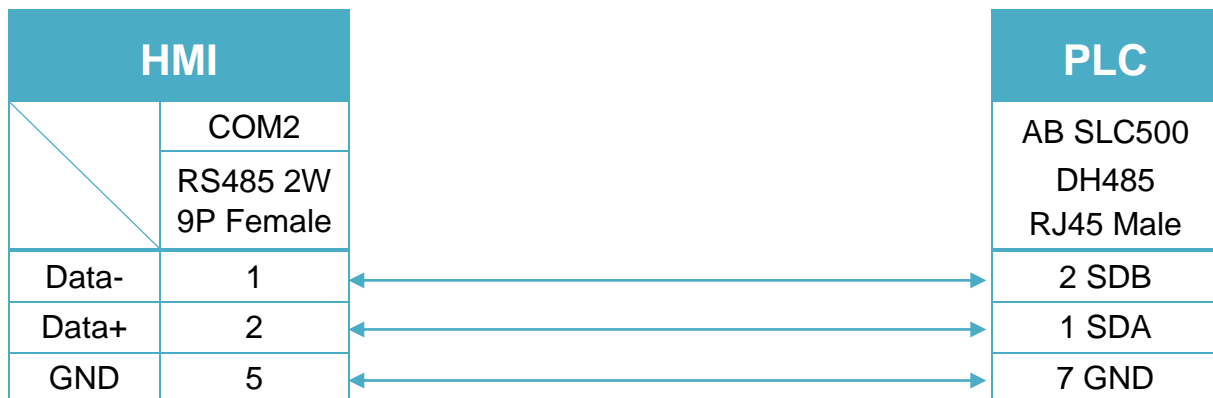 HMI
PLC
COM2
RS485 2W
9P Female
AB SLC500
DH485
RJ45 Male
Data- 1 2 SDB
Data+ 2 1 SDA
GND 5 7 GND